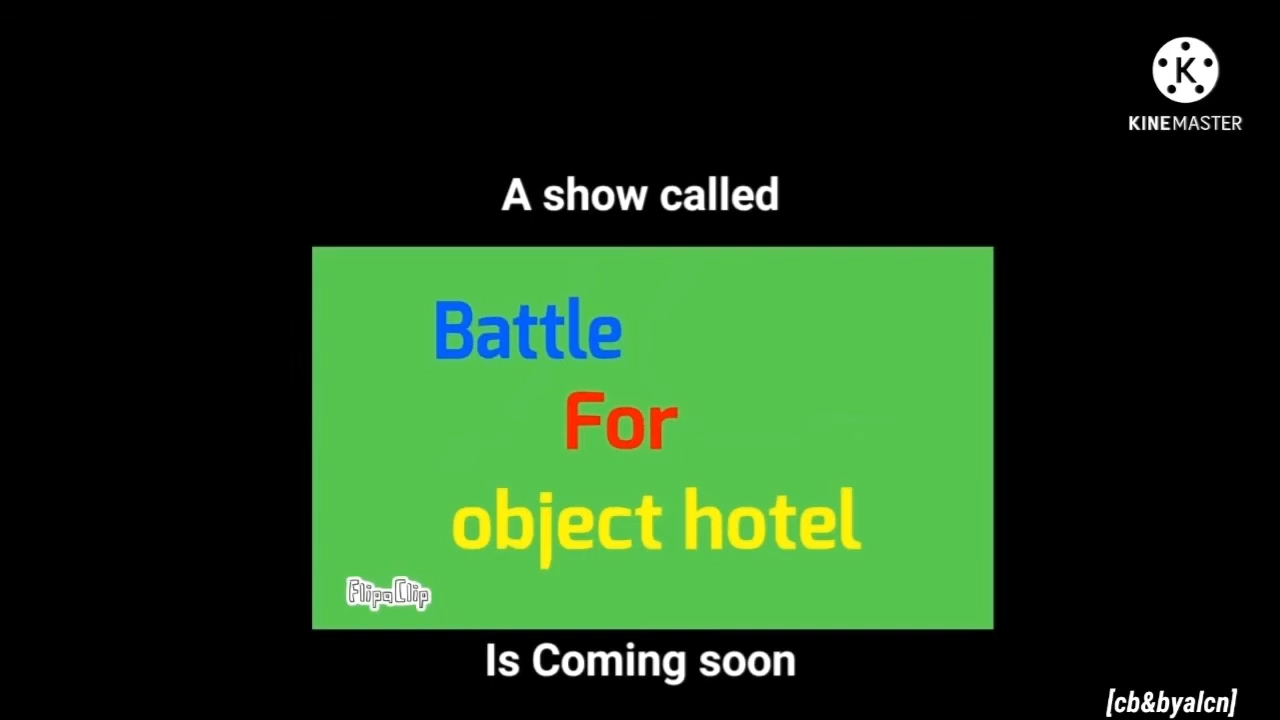 K
KINEMASTER
A show called
Battle
For
object hotel
FlipaClip
Is Coming soon
[cb&byalcn]